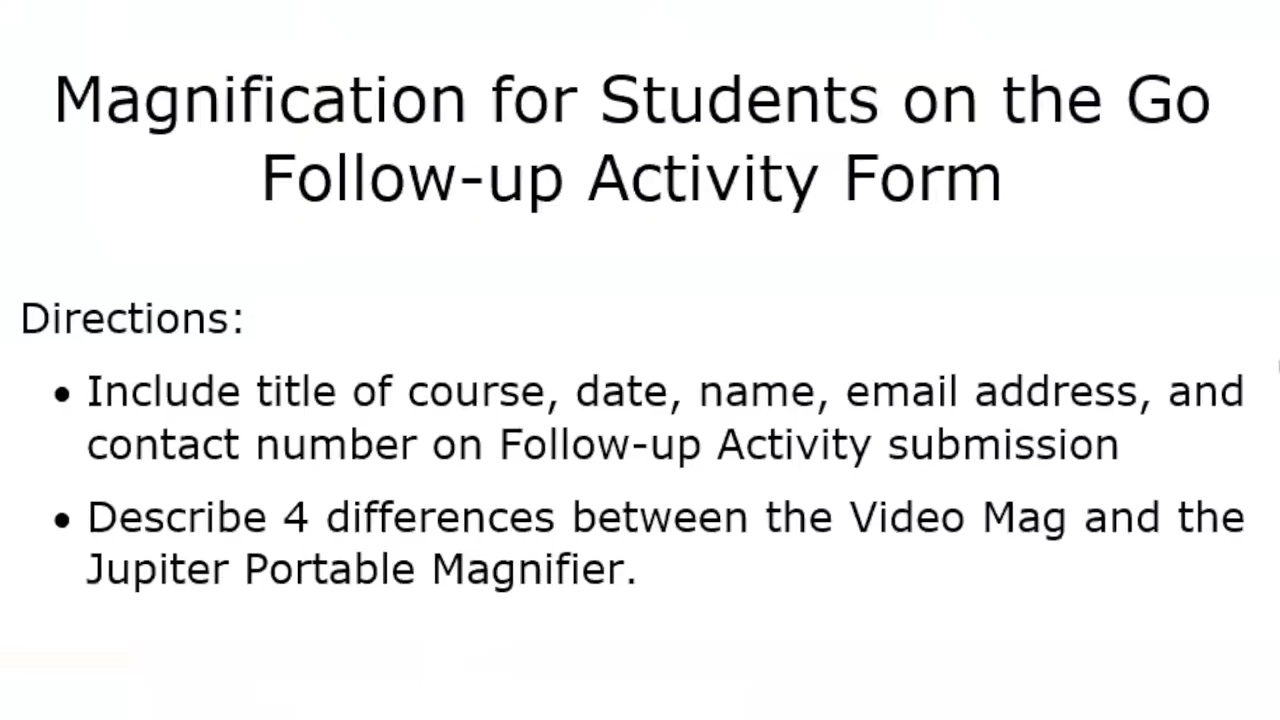 Magnification for Students on the Go
Follow-up Activity Form
Directions:
• Include title of course, date, name, email address, and
contact number on Follow-up Activity submission
• Describe 4 differences between the Video Mag and the
Jupiter Portable Magnifier.